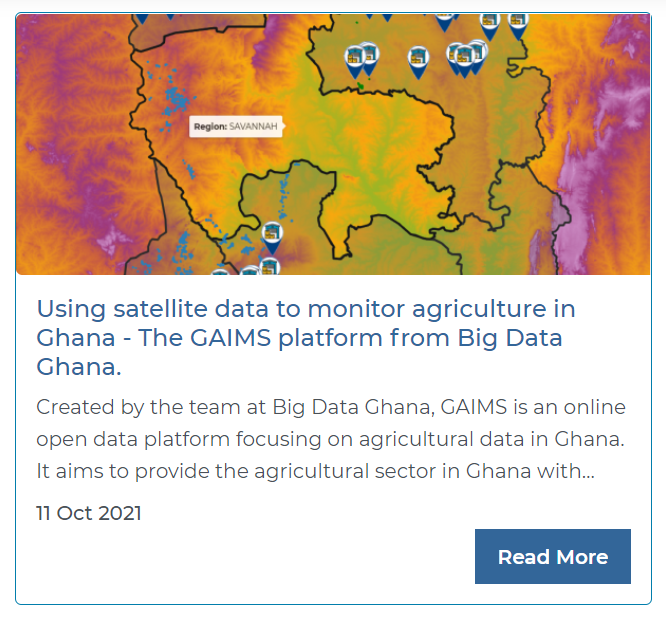 Region: SAVANNAH
Using satellite data to monitor agriculture in
Ghana - The GAIMS platform from Big Data
Ghana.
Created by the team at Big Data Ghana, GAIMS is an online
open data platform focusing on agricultural data in Ghana.
It aims to provide the agricultural sector in Ghana with...
11 Oct 2021
Read More